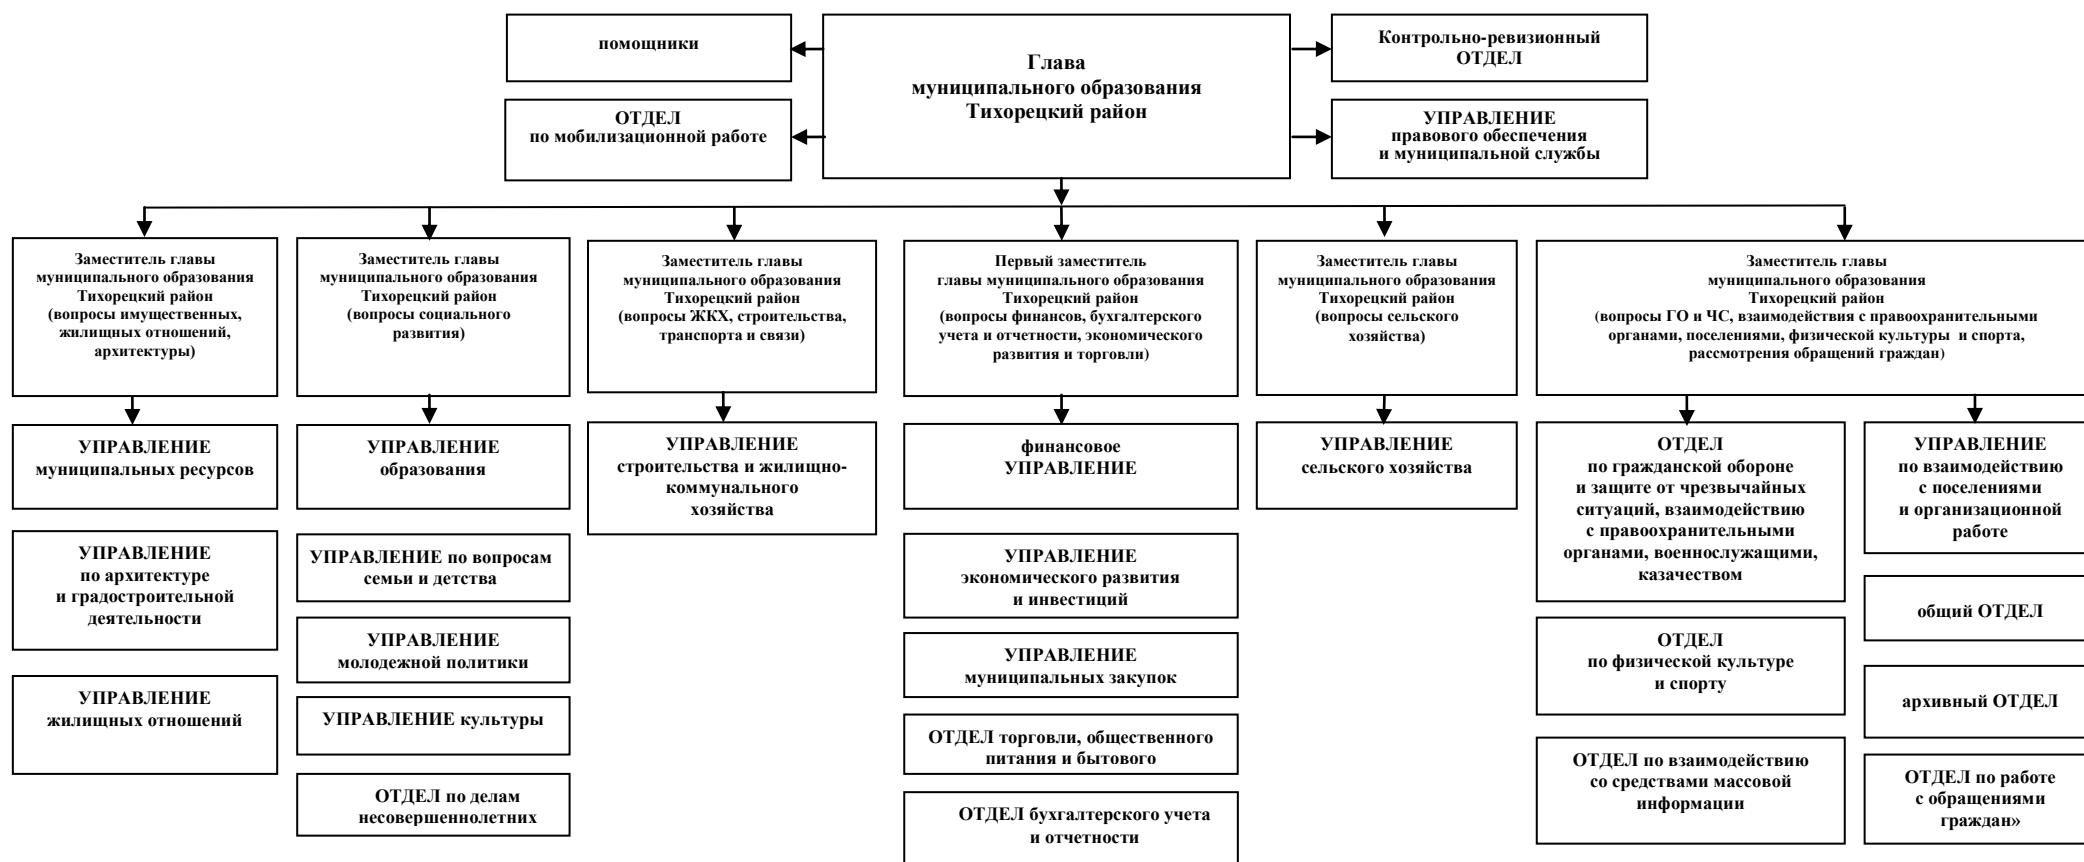 помощники
Глава
муниципального образования
Тихорецкий район
Контрольно-ревизионный
ОТДЕЛ
ОТДЕЛ
по мобилизационной работе
УПРАВЛЕНИЕ
правового обеспечения
и муниципальной службы
Заместитель главы
муниципального образования
Тихорецкий район
(вопросы имущественных,
жилищных отношений,
архитектуры)
Заместитель главы
муниципального образования
Тихорецкий район
(вопросы социального
развития)
Заместитель главы
муниципального образования
Тихорецкий район
(вопросы ЖКХ, строительства,
транспорта и связи)
Первый заместитель
главы муниципального образования
Тихорецкий район
(вопросы финансов, бухгалтерского
учета и отчетности, экономического
развития и торговли)
Заместитель главы
муниципального образования
Тихорецкий район
(вопросы сельского
хозяйства)
Заместитель главы
муниципального образования
Тихорецкий район
(вопросы ГО и ЧС, взаимодействия с правоохранительными
органами, поселениями, физической культуры и спорта,
рассмотрения обращений граждан)
УПРАВЛЕНИЕ
муниципальных ресурсов
УПРАВЛЕНИЕ
по архитектуре
и градостроительной
деятельности
УПРАВЛЕНИЕ
жилищных отношений
УПРАВЛЕНИЕ
образования
УПРАВЛЕНИЕ по вопросам
семьи и детства
УПРАВЛЕНИЕ
молодежной политики
УПРАВЛЕНИЕ культуры
ОТДЕЛ по делам
несовершеннолетних
УПРАВЛЕНИЕ
строительства и жилищно-
коммунального
хозяйства
финансовое
УПРАВЛЕНИЕ
УПРАВЛЕНИЕ
экономического развития
и инвестиций
УПРАВЛЕНИЕ
муниципальных закупок
ОТДЕЛ торговли, общественного
питания и бытового
ОТДЕЛ бухгалтерского учета
и отчетности
УПРАВЛЕНИЕ
сельского хозяйства
ОТДЕЛ
по гражданской обороне
и защите от чрезвычайных
ситуаций, взаимодействию
с правоохранительными
органами, военнослужащими,
казачеством
ОТДЕЛ
по физической культуре
и спорту
ОТДЕЛ по взаимодействию
со средствами массовой
информации
УПРАВЛЕНИЕ
по взаимодействию
с поселениями
и организационной
работе
общий ОТДЕЛ
архивный ОТДЕЛ
ОТДЕЛ по работе
с обращениями
граждан»